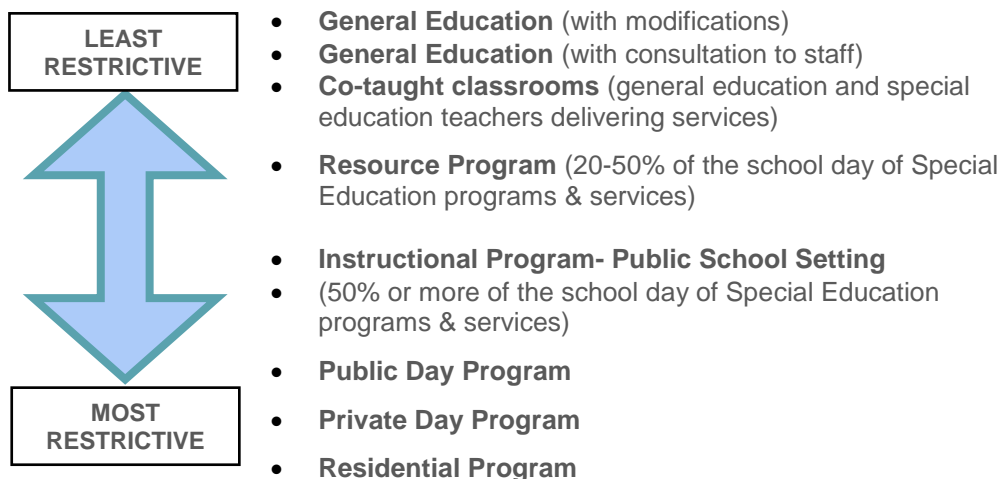 LEAST
RESTRICTIVE
• General Education (with modifications)
• General Education (with consultation to staff)
• Co-taught classrooms (general education and special
education teachers delivering services)
• Resource Program (20-50% of the school day of Special
Education programs & services)
• Instructional Program- Public School Setting
• (50% or more of the school day of Special Education
programs & services)
• Public Day Program
MOST
RESTRICTIVE
• Private Day Program
• Residential Program